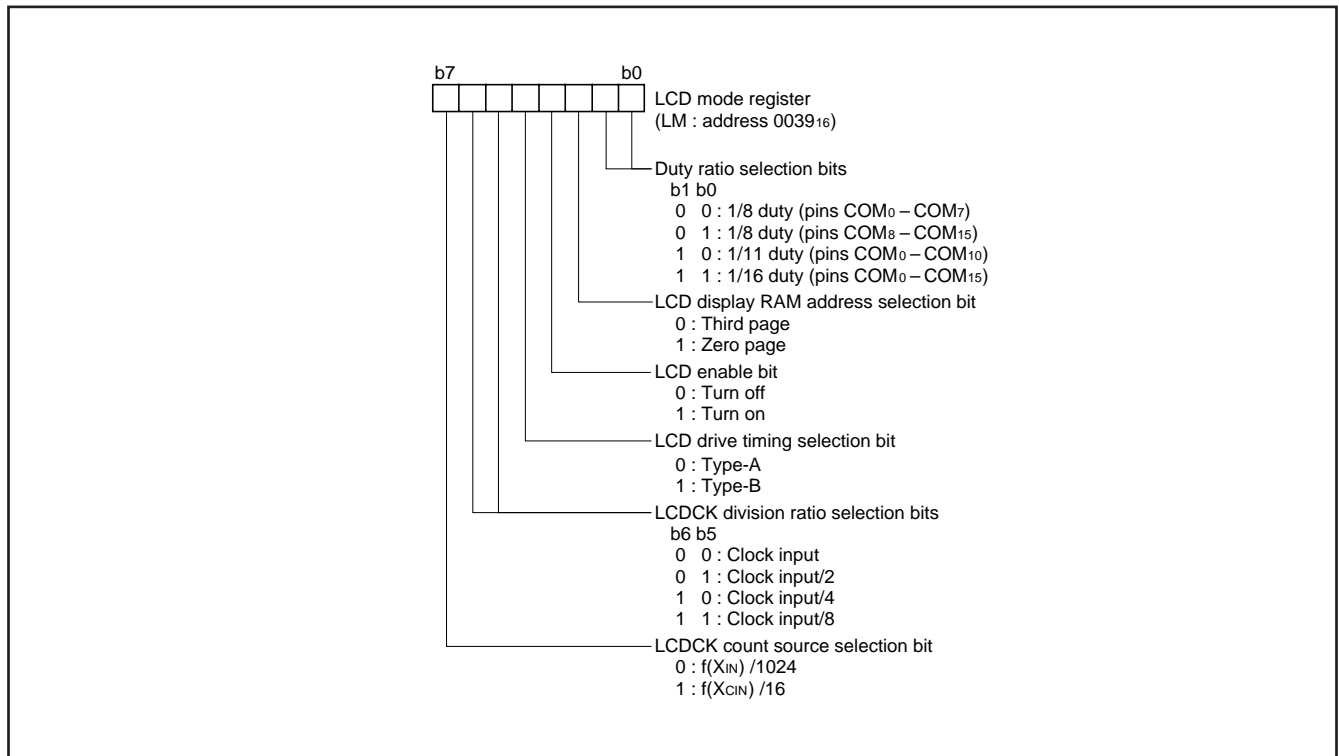 b7 b0
LCD mode register
(LM : address 0039₁₆)
Duty ratio selection bits
b1 b0
0 0 : 1/8 duty (pins COM₀ – COM₇)
0 1 : 1/8 duty (pins COM₈ – COM₁₅)
1 0 : 1/11 duty (pins COM₀ – COM₁₀)
1 1 : 1/16 duty (pins COM₀ – COM₁₅)
LCD display RAM address selection bit
0 : Third page
1 : Zero page
LCD enable bit
0 : Turn off
1 : Turn on
LCD drive timing selection bit
0 : Type-A
1 : Type-B
LCDCK division ratio selection bits
b6 b5
0 0 : Clock input
0 1 : Clock input/2
1 0 : Clock input/4
1 1 : Clock input/8
LCDCK count source selection bit
0 : f(XIN) /1024
1 : f(XCIN) /16